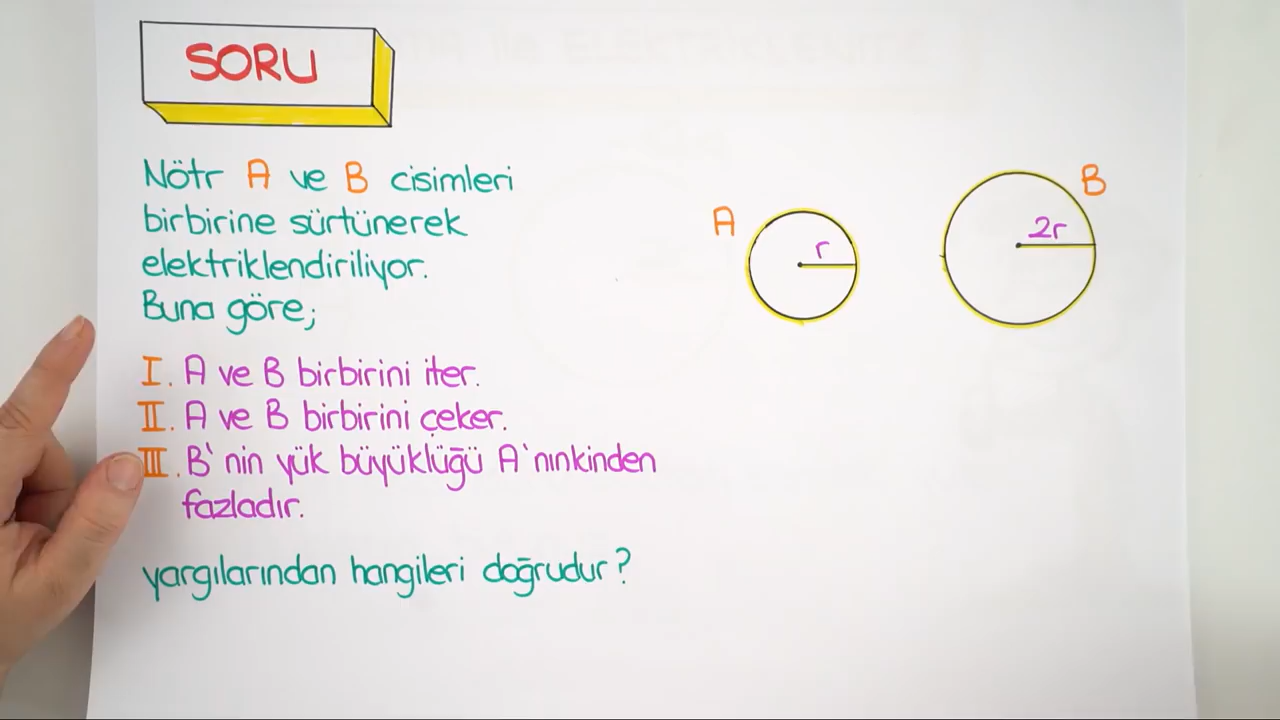 SORU
Nötr A ve B cisimleri
birbirine sürtünerek
elektriklendiriliyor.
Buna göre;
I. A ve B birbirini iter.
II. A ve B birbirini çeker.
III. B'nin yük büyüklüğü A'nınkinden
fazladır.
yargılarından hangileri doğrudur?
A
r
B
2r